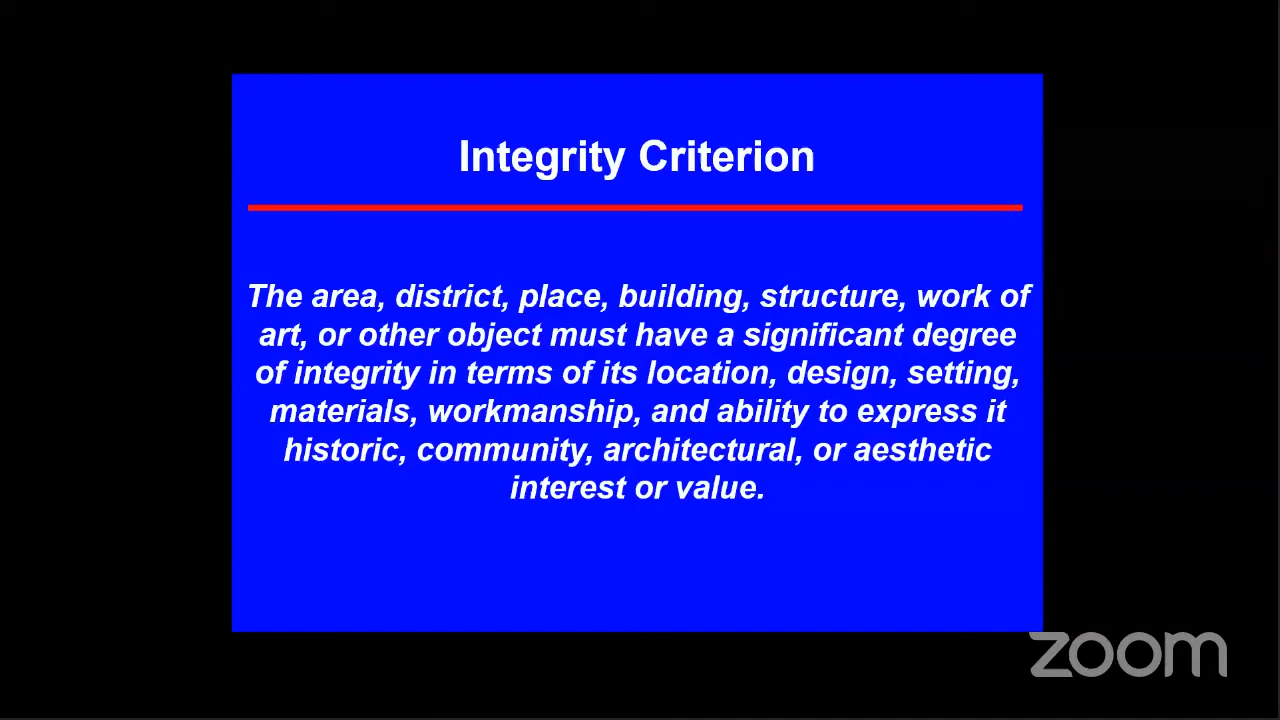 Integrity Criterion
The area, district, place, building, structure, work of
art, or other object must have a significant degree
of integrity in terms of its location, design, setting,
materials, workmanship, and ability to express it
historic, community, architectural, or aesthetic
interest or value.
zoom